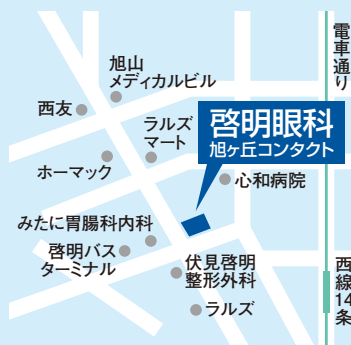 電車通り
旭山
メディカルビル
西友
ラルズ
マート
啓明眼科
旭ヶ丘コンタクト
ホーマック
心和病院
みたに胃腸科内科
啓明バス
ターミナル
伏見啓明
整形外科
ラルズ
西線14条